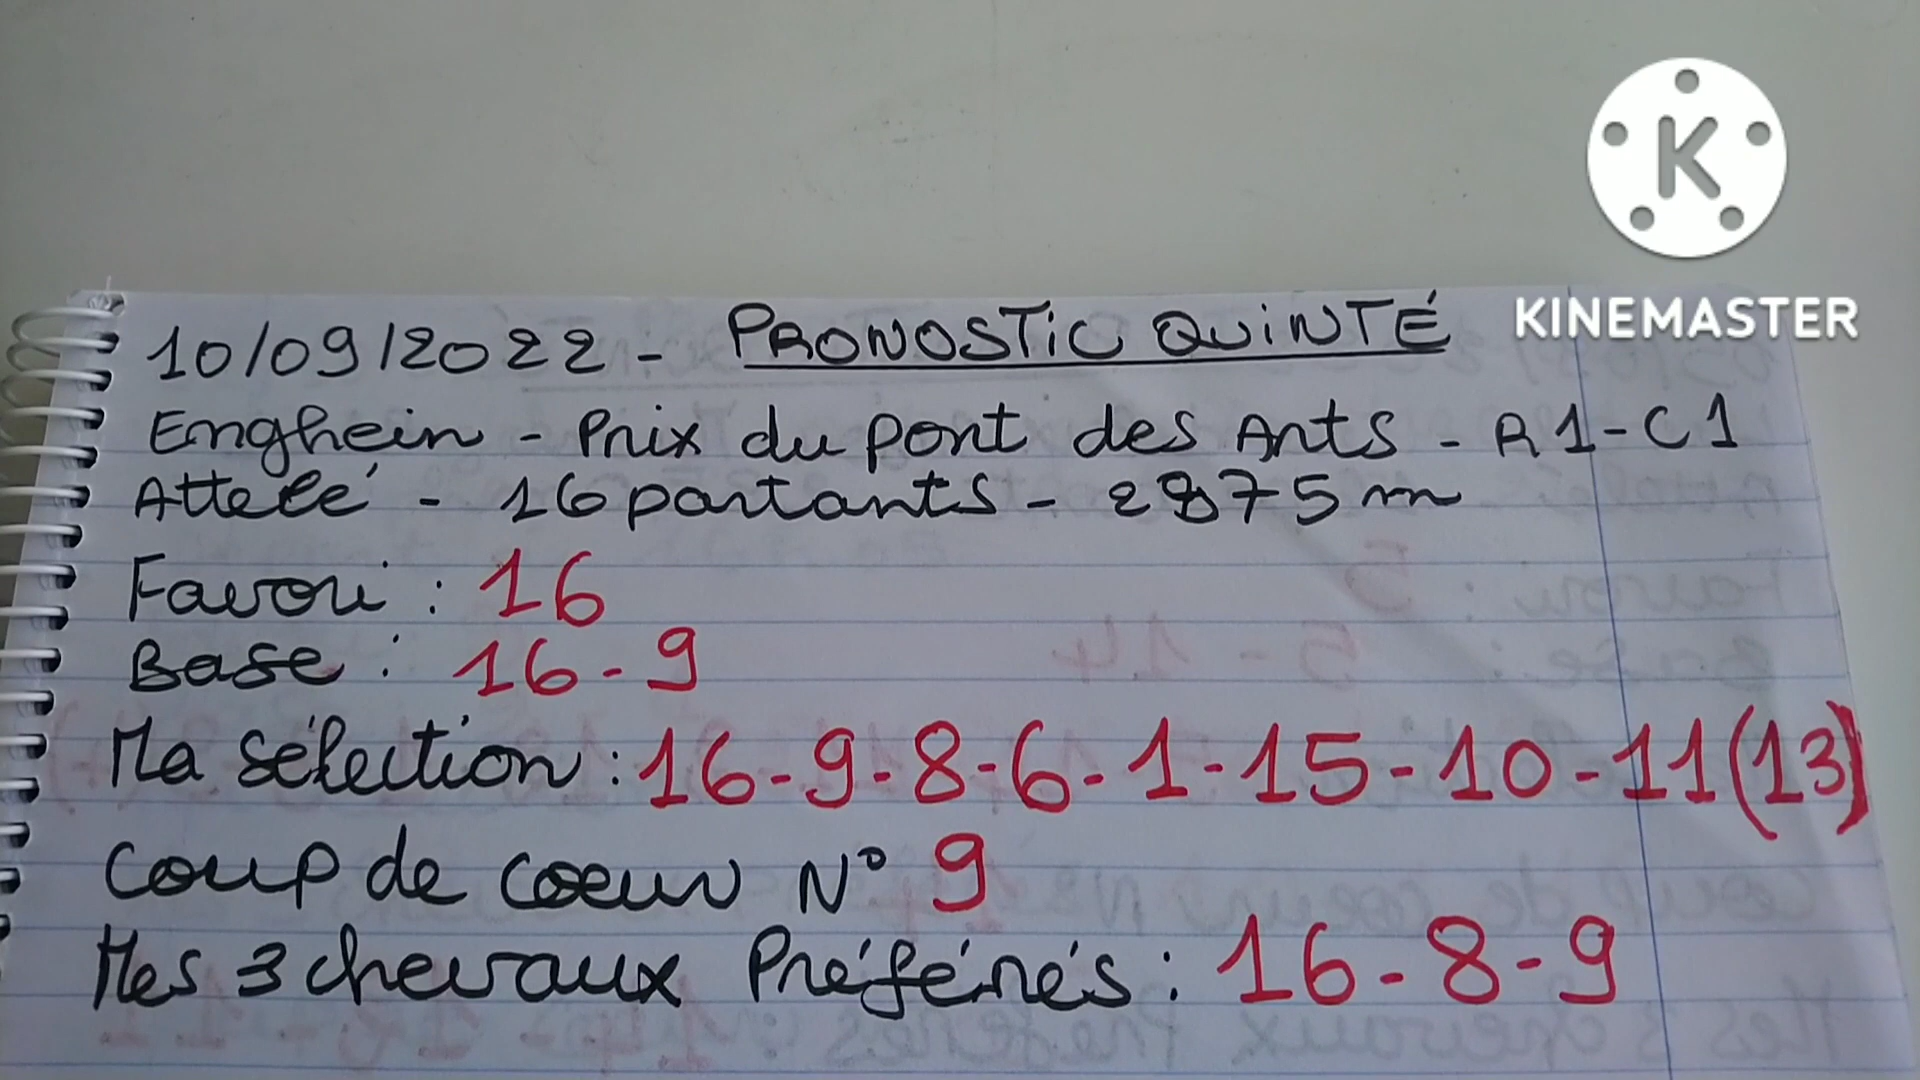 KINEMASTER
10/09/2022 - PRONOSTIC QUINTÉ
Enghein - Prix du pont des Arts - R1-C1
Attelé - 16 partants - 2875 m
Favori : 16
Base : 16 - 9
Ma sélection : 16 - 9 - 8 - 6 - 1 - 15 - 10 - 11 (13)
Coup de coeur N° 9
Mes 3 chevaux Préférés : 16 - 8 - 9